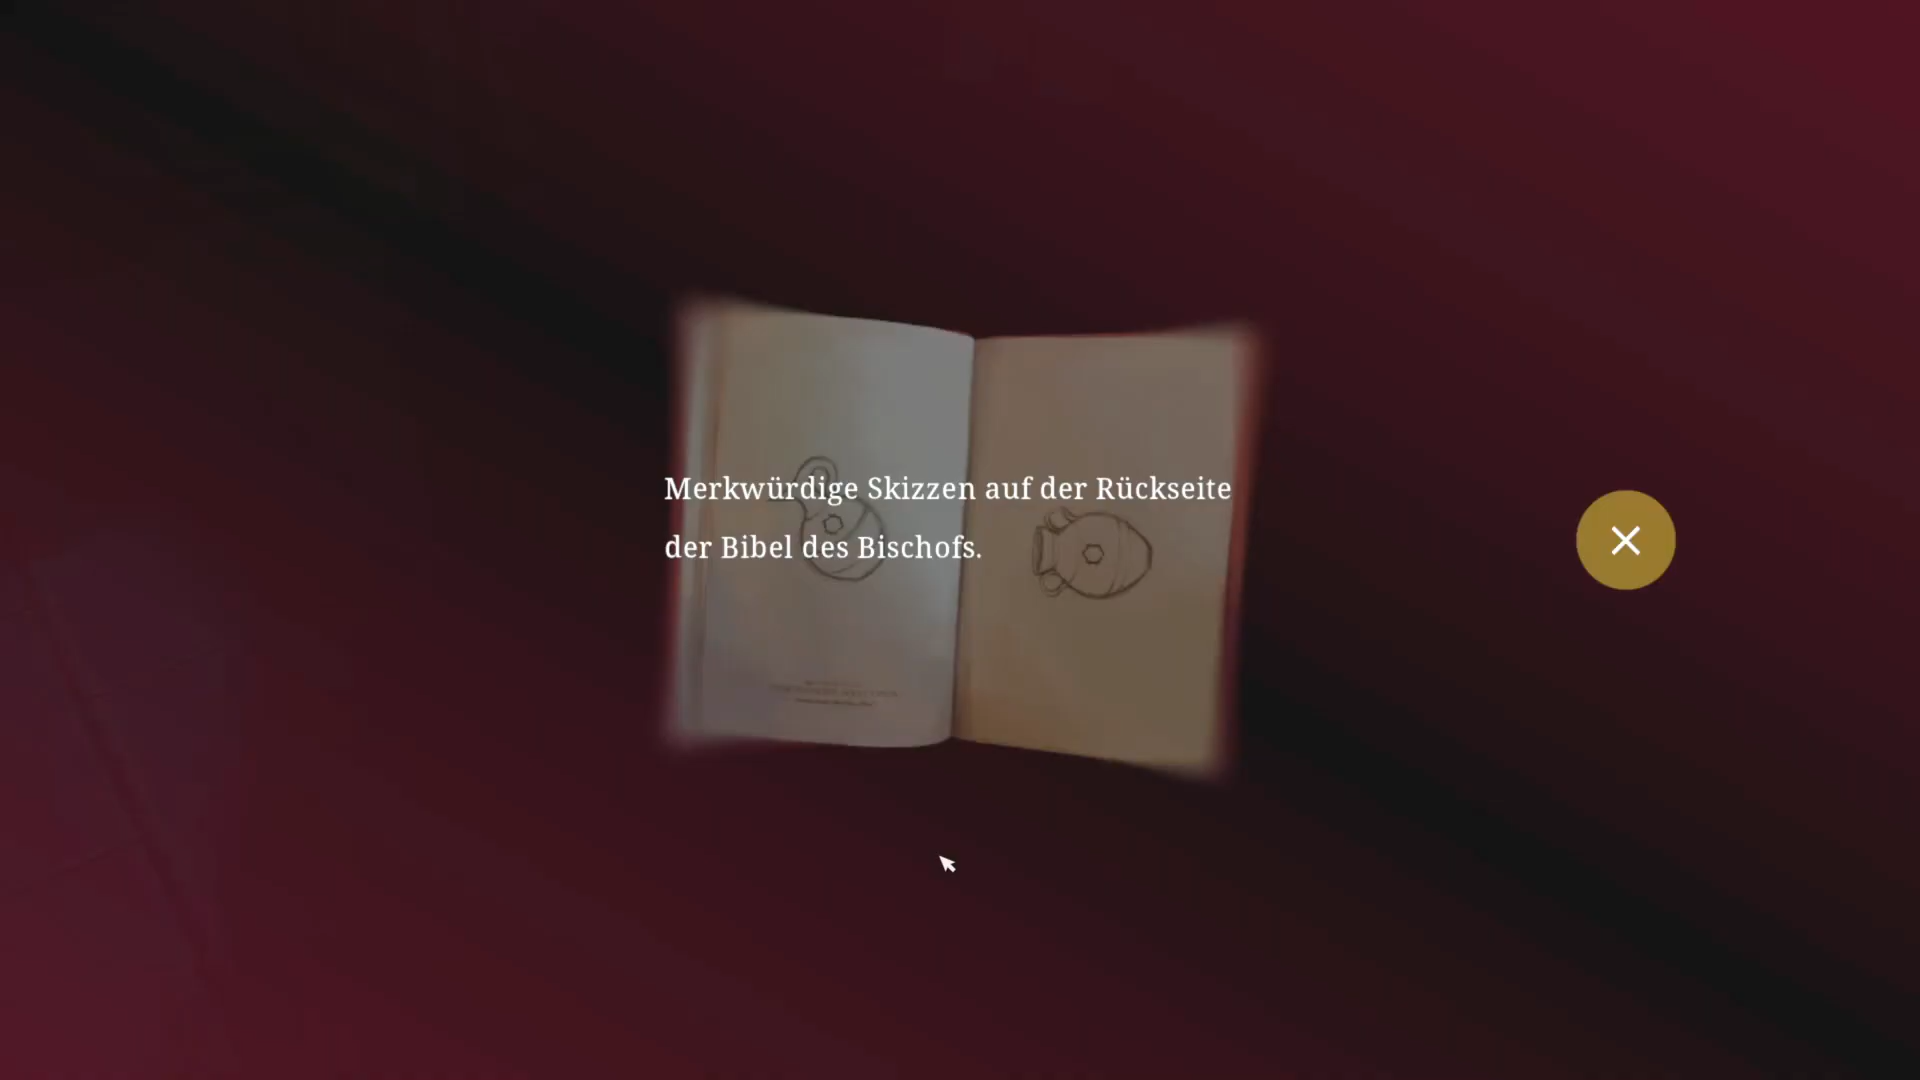 Merkwürdige Skizzen auf der Rückseite
der Bibel des Bischofs.